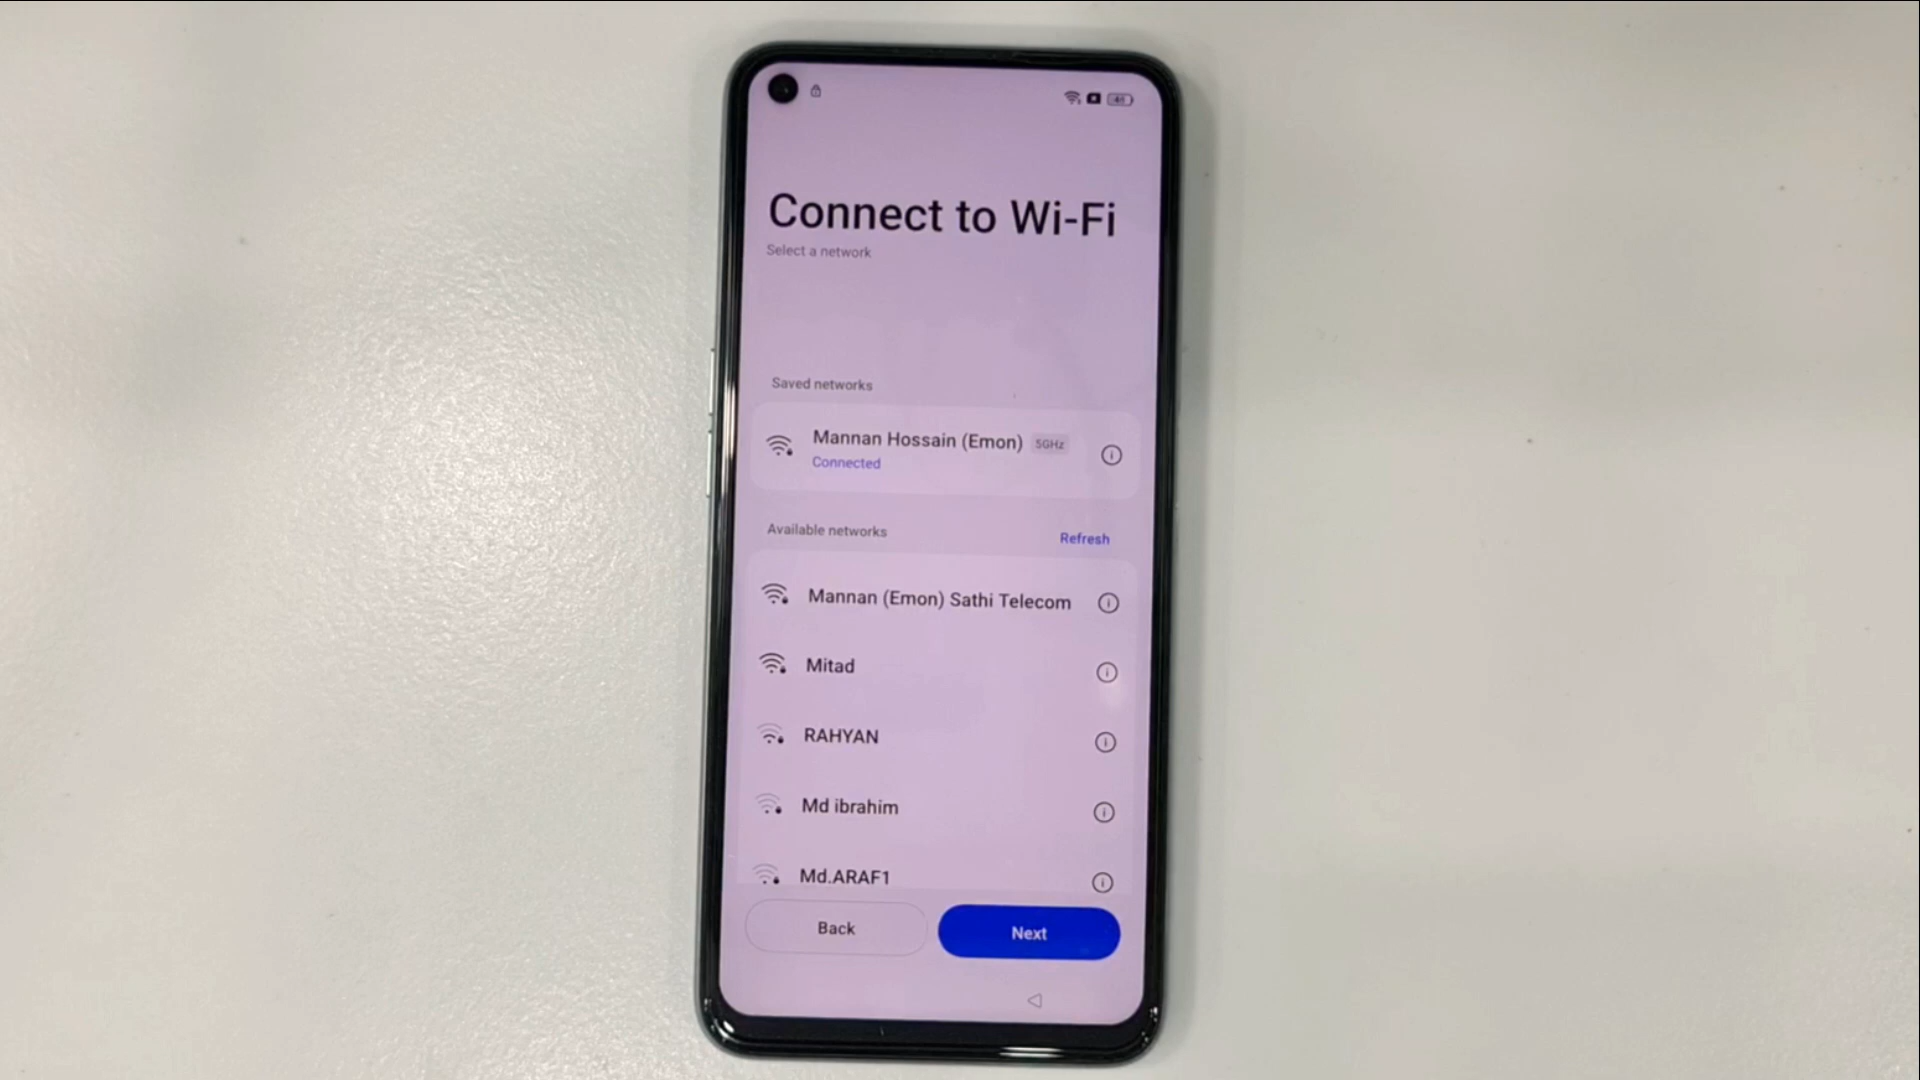 Connect to Wi-Fi
Select a network
Saved networks
Mannan Hossain (Emon) 5GHz
Connected
Available networks
Refresh
Mannan (Emon) Sathi Telecom
Mitad
RAHYAN
Md ibrahim
Md.ARAF1
Back
Next